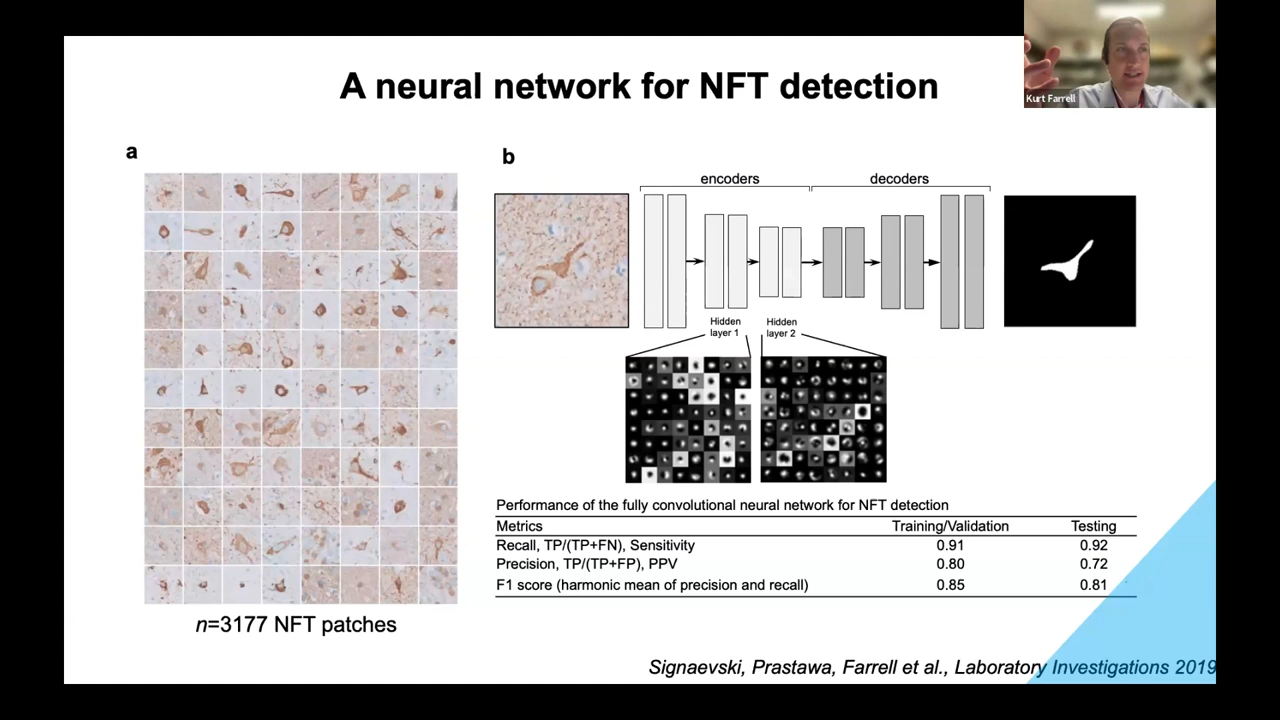 A neural network for NFT detection
Kurt Farrell
a
n=3177 NFT patches
b
encoders
decoders
Hidden
layer 1
Hidden
layer 2
Performance of the fully convolutional neural network for NFT detection
Metrics Training/Validation Testing
Recall, TP/(TP+FN), Sensitivity 0.91 0.92
Precision, TP/(TP+FP), PPV 0.80 0.72
F1 score (harmonic mean of precision and recall) 0.85 0.81
Signaevski, Prastawa, Farrell et al., Laboratory Investigations 2019